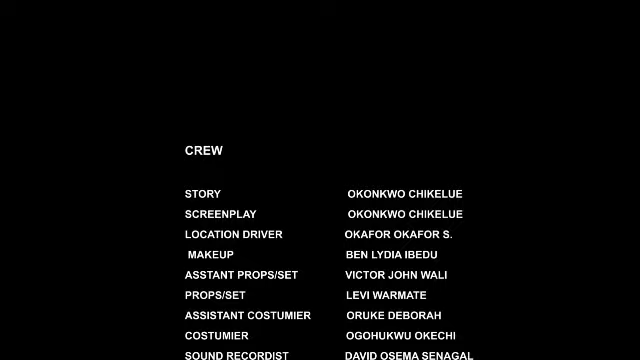 CREW
STORY OKONKWO CHIKELUE
SCREENPLAY OKONKWO CHIKELUE
LOCATION DRIVER OKAFOR OKAFOR S.
MAKEUP BEN LYDIA IBEDU
ASSTANT PROPS/SET VICTOR JOHN WALI
PROPS/SET LEVI WARMATE
ASSISTANT COSTUMIER ORUKE DEBORAH
COSTUMIER OGOHUKWU OKECHI
SOUND RECORDIST DAVID OSEMA SENAGAL